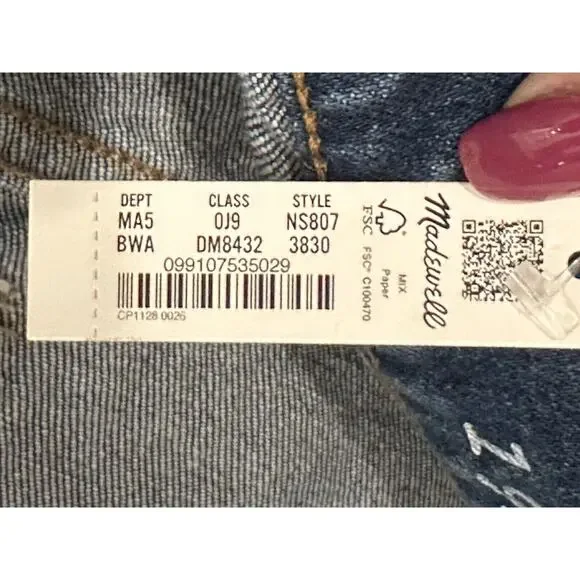 DEPT CLASS STYLE
MA5 0J9 NS807
BWA DM8432 3830
099107535029
CP1128 0026
FSC
FSC® C100470
MIX
Paper
Madewell